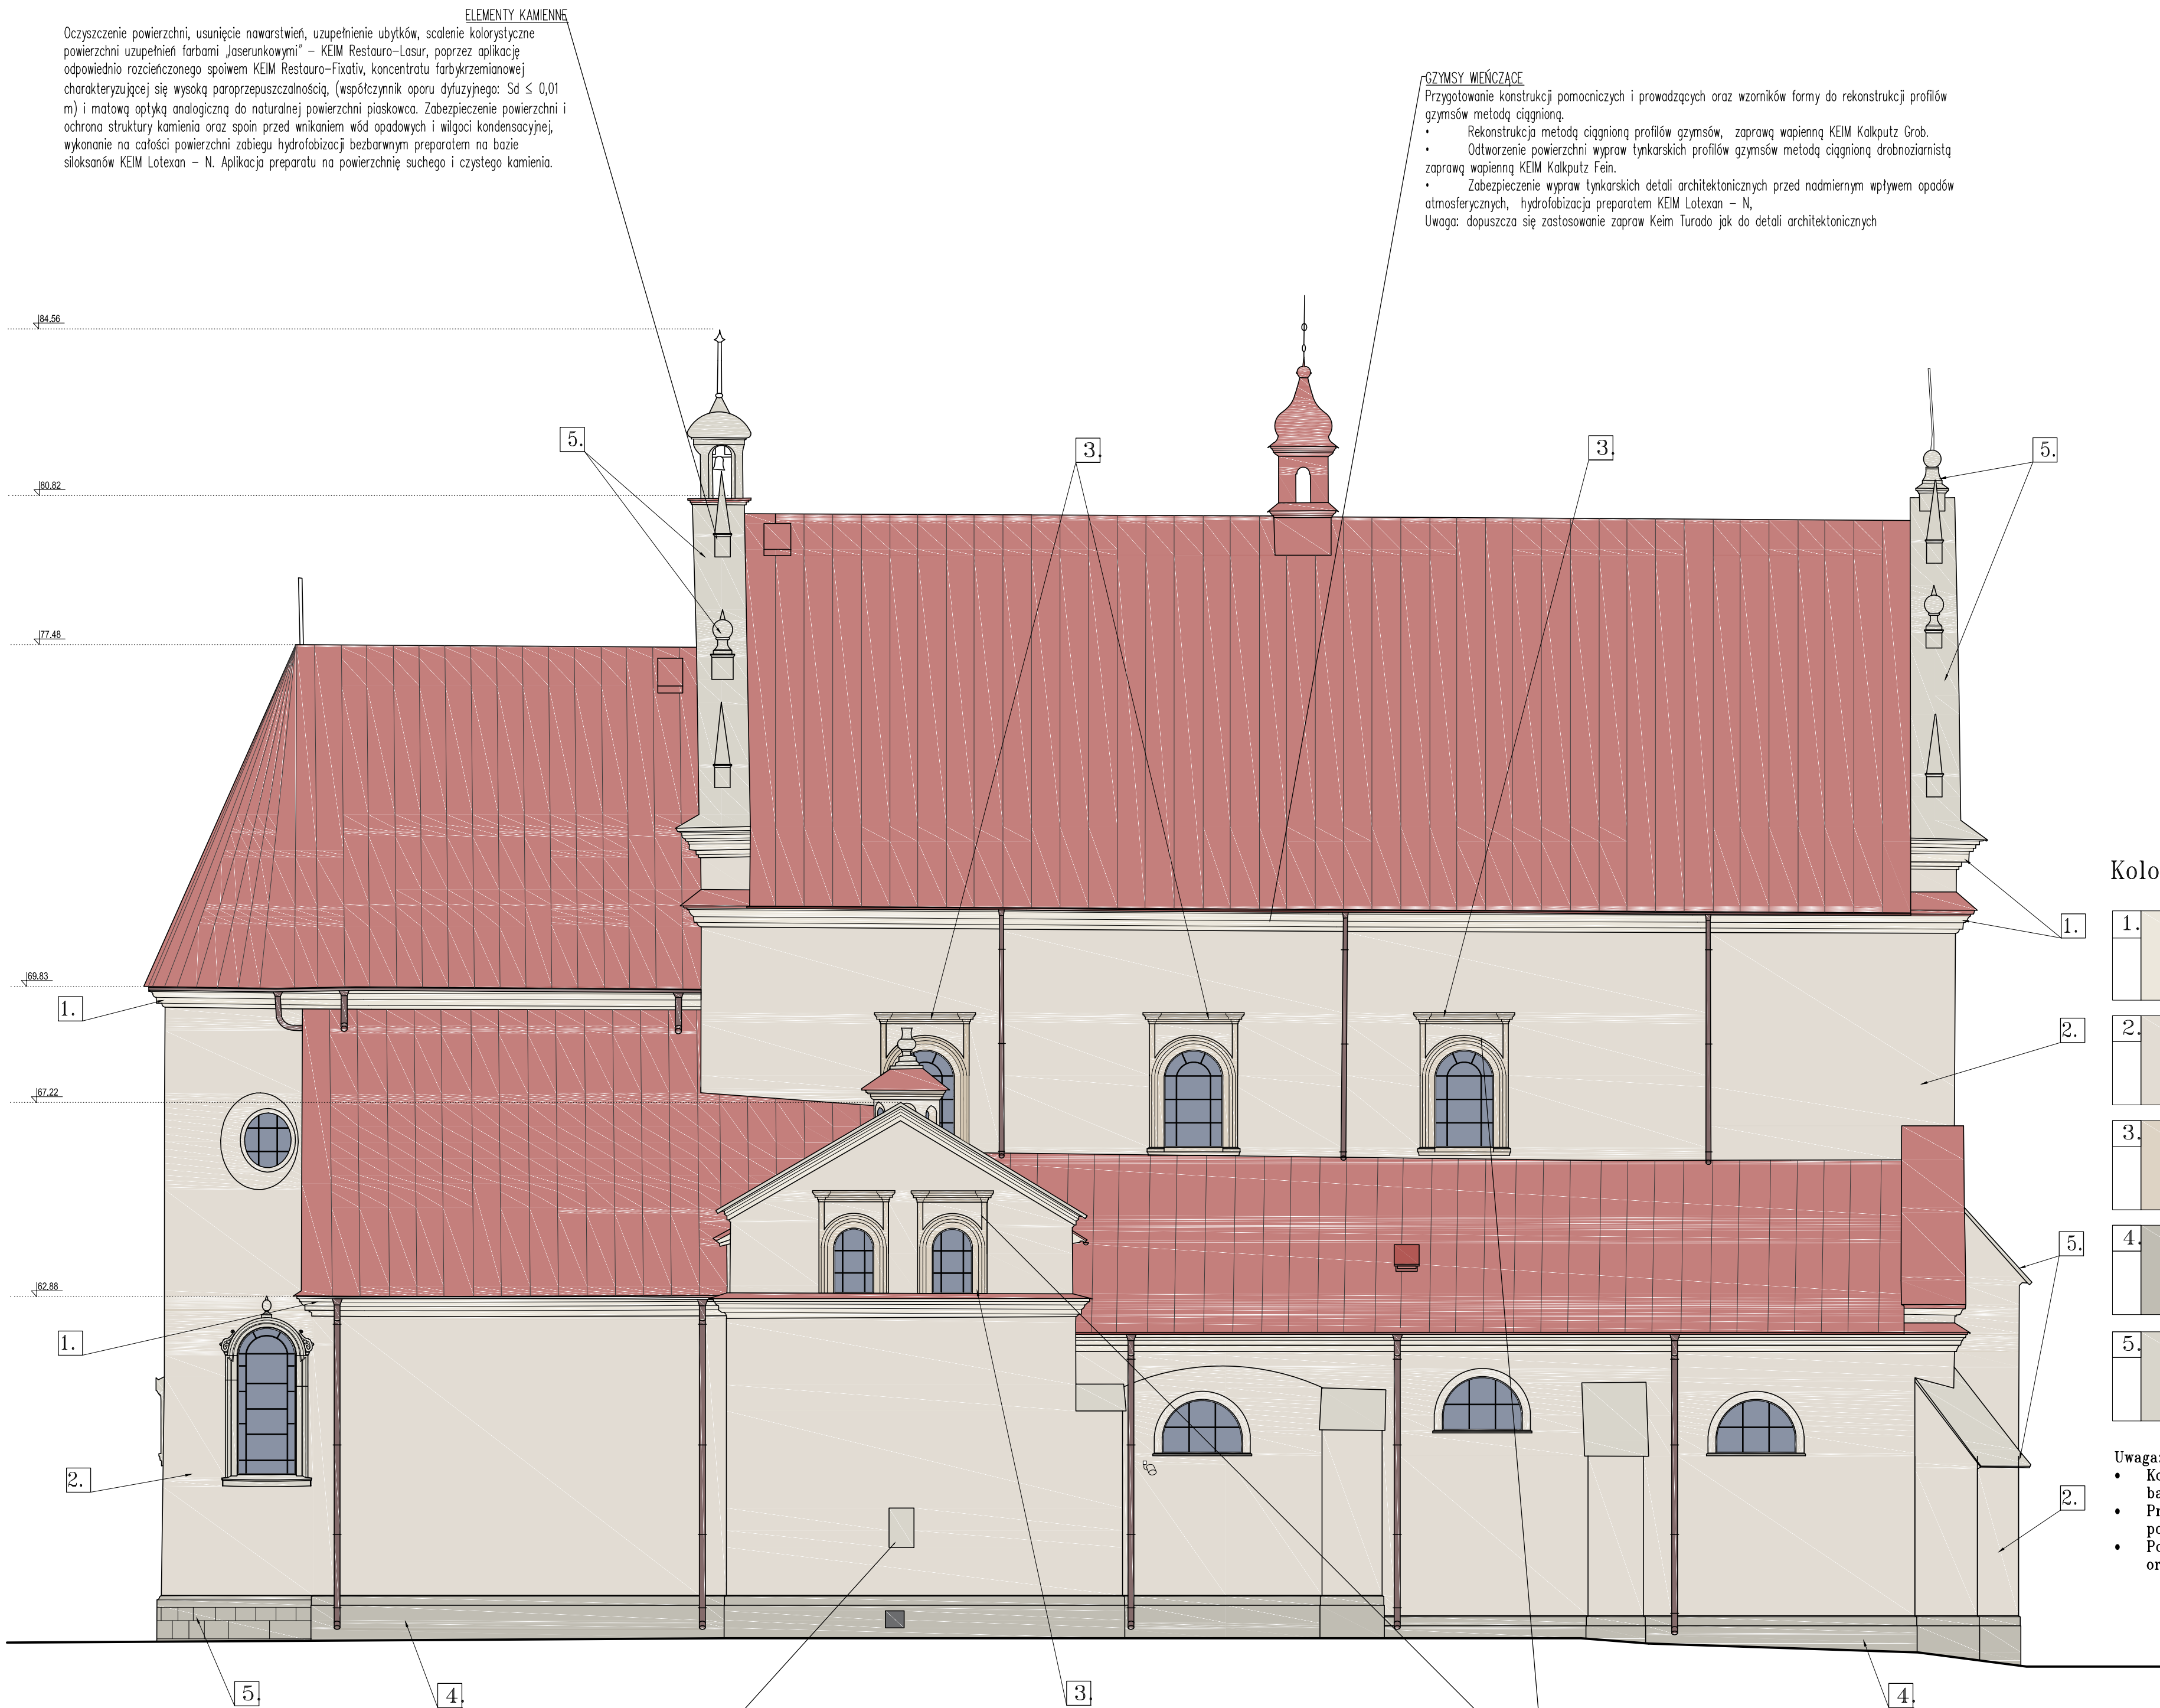 ELEMENTY KAMIENNE
Oczyszczenie powierzchni, usunięcie nawarstwień, uzupełnienie ubytków, scalenie kolorystyczne
powierzchni uzupełnień farbami „laserunkowymi” – KEIM Restauro–Lasur, poprzez aplikację
odpowiednio rozcieńczonego spoiwem KEIM Restauro–Fixativ, koncentratu farbykrzemianowej
charakteryzującej się wysoką paroprzepuszczalnością, (współczynnik oporu dyfuzyjnego: Sd ≤ 0,01
m) i matową optyką analogiczną do naturalnej powierzchni piaskowca. Zabezpieczenie powierzchni i
ochrona struktury kamienia oraz spoin przed wnikaniem wód opadowych i wilgoci kondensacyjnej,
wykonanie na całości powierzchni zabiegu hydrofobizacji bezbarwnym preparatem na bazie
siloksanów KEIM Lotexan – N. Aplikacja preparatu na powierzchnię suchego i czystego kamienia.
GZYMSY WIEŃCZĄCE
Przygotowanie konstrukcji pomocniczych i prowadzących oraz wzorników formy do rekonstrukcji profilów
gzymsów metodą ciągnioną.
• Rekonstrukcja metodą ciągnioną profilów gzymsów, zaprawą wapienną KEIM Kalkputz Grob.
• Odtworzenie powierzchni wypraw tynkarskich profilów gzymsów metodą ciągnioną drobnoziarnistą
zaprawą wapienną KEIM Kalkputz Fein.
• Zabezpieczenie wypraw tynkarskich detali architektonicznych przed nadmiernym wpływem opadów
atmosferycznych, hydrofobizacja preparatem KEIM Lotexan – N,
Uwaga: dopuszcza się zastosowanie zapraw Keim Turado jak do detali architektonicznych
84.56
5.
3.
3.
5.
80.82
77.48
Kolo
1.
1.
69.83
1.
2.
2.
67.22
3.
5.
4.
62.88
1.
5.
Uwaga:
• Ko
ba
2.
2.
• Pr
po
• Po
or
5.
4.
3.
4.